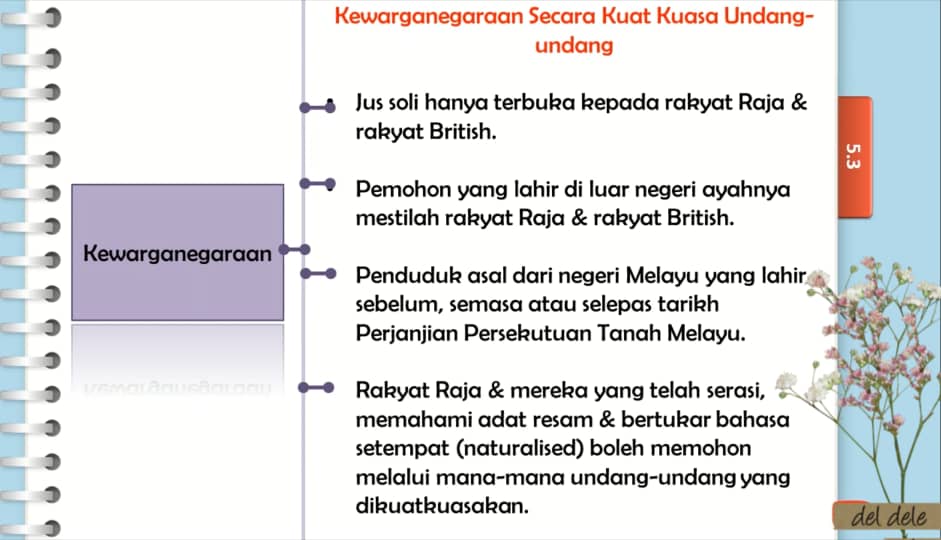 Kewarganegaraan Secara Kuat Kuasa Undang-
undang
Jus soli hanya terbuka kepada rakyat Raja &
rakyat British.
Pemohon yang lahir di luar negeri ayahnya
mestilah rakyat Raja & rakyat British.
Kewarganegaraan
Penduduk asal dari negeri Melayu yang lahir
sebelum, semasa atau selepas tarikh
Perjanjian Persekutuan Tanah Melayu.
Rakyat Raja & mereka yang telah serasi,
memahami adat resam & bertukar bahasa
setempat (naturalised) boleh memohon
melalui mana-mana undang-undang yang
dikuatkuasakan.
5.3
del dele